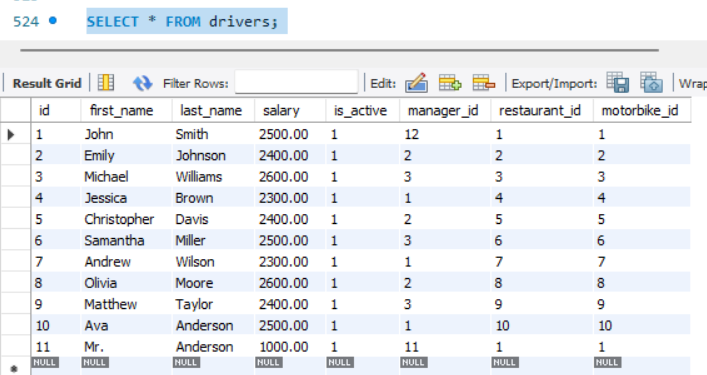 524 SELECT * FROM drivers;
Result Grid Filter Rows: Edit: Export/Import: Wrap
id first_name last_name salary is_active manager_id restaurant_id motorbike_id
1 John Smith 2500.00 1 12 1 1
2 Emily Johnson 2400.00 1 2 2 2
3 Michael Williams 2600.00 1 3 3 3
4 Jessica Brown 2300.00 1 1 4 4
5 Christopher Davis 2400.00 1 2 5 5
6 Samantha Miller 2500.00 1 3 6 6
7 Andrew Wilson 2300.00 1 1 7 7
8 Olivia Moore 2600.00 1 2 8 8
9 Matthew Taylor 2400.00 1 3 9 9
10 Ava Anderson 2500.00 1 1 10 10
11 Mr. Anderson 1000.00 1 11 1 1
NULL NULL NULL NULL NULL NULL NULL NULL